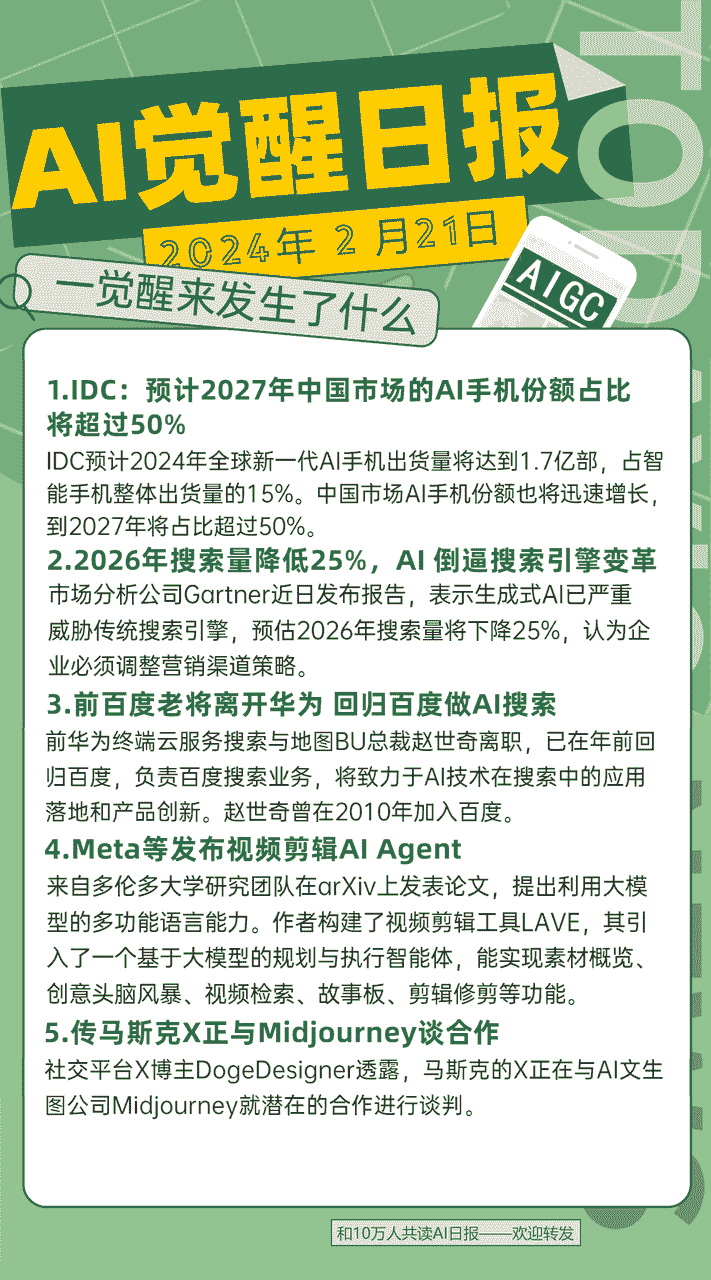 AI觉醒日报
2024年 2 月21日
一觉醒来发生了什么
AIGC
1.IDC：预计2027年中国市场的AI手机份额占比
将超过50%
IDC预计2024年全球新一代AI手机出货量将达到1.7亿部，占智
能手机整体出货量的15%。中国市场AI手机份额也将迅速增长，
到2027年将占比超过50%。
2.2026年搜索量降低25%，AI 倒逼搜索引擎变革
市场分析公司Gartner近日发布报告，表示生成式AI已严重
威胁传统搜索引擎，预估2026年搜索量将下降25%，认为企
业必须调整营销渠道策略。
3.前百度老将离开华为 回归百度做AI搜索
前华为终端云服务搜索与地图BU总裁赵世奇离职，已在年前回
归百度，负责百度搜索业务，将致力于AI技术在搜索中的应用
落地和产品创新。赵世奇曾在2010年加入百度。
4.Meta等发布视频剪辑AI Agent
来自多伦多大学研究团队在arXiv上发表论文，提出利用大模
型的多功能语言能力。作者构建了视频剪辑工具LAVE，其引
入了一个基于大模型的规划与执行智能体，能实现素材概览、
创意头脑风暴、视频检索、故事板、剪辑修剪等功能。
5.传马斯克X正与Midjourney谈合作
社交平台X博主DogeDesigner透露，马斯克的X正在与AI文生
图公司Midjourney就潜在的合作进行谈判。
和10万人共读AI日报——欢迎转发